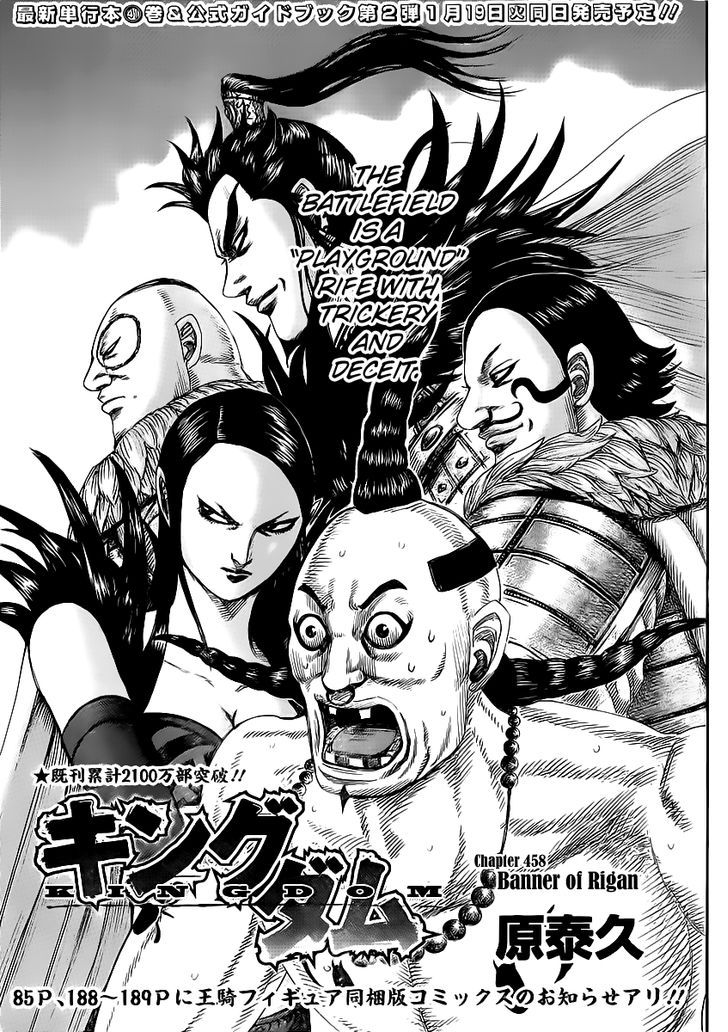 最新単行本㊶巻&公式ガイドブック第2弾1月19日㊋同日発売予定!!
THE
BATTLEFIELD
IS A
"PLAYGROUND"
RIFE WITH
TRICKERY
AND
DECEIT.
★既刊累計2100万部突破!!
キングダム
KINGDOM
Chapter 458
Banner of Rigan
原泰久
85P、188〜189Pに王騎フィギュア同梱版コミックスのお知らせアリ!!